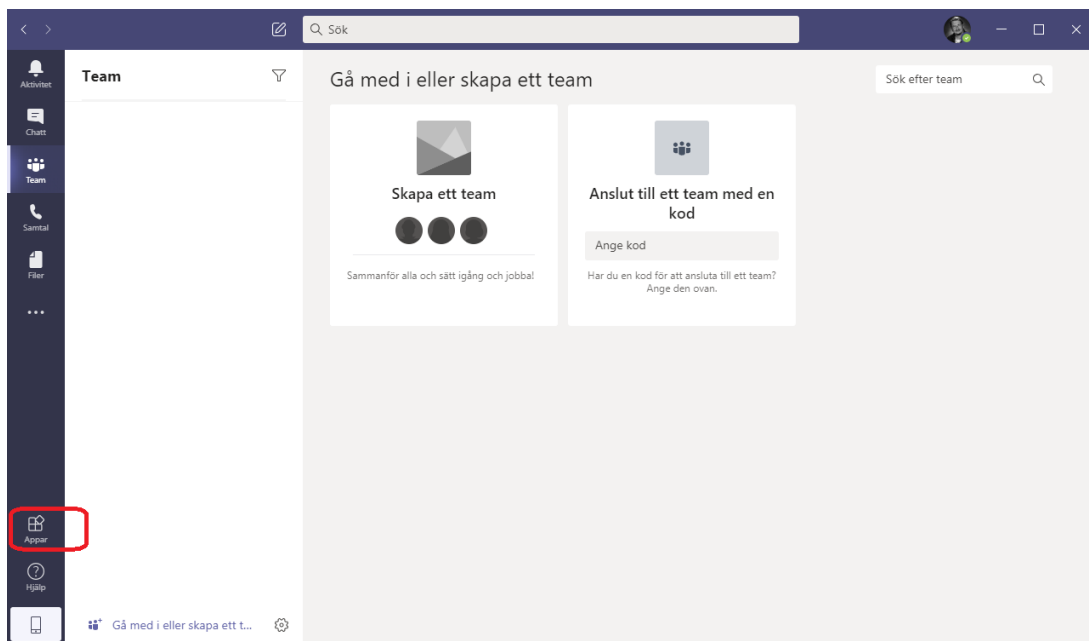 Sök
Aktivitet
Chatt
Team
Samtal
Filer
Appar
Hjälp
Team
Gå med i eller skapa ett t...
Gå med i eller skapa ett team
Sök efter team
Skapa ett team
Sammanför alla och sätt igång och jobba!
Anslut till ett team med en
kod
Ange kod
Har du en kod för att ansluta till ett team?
Ange den ovan.